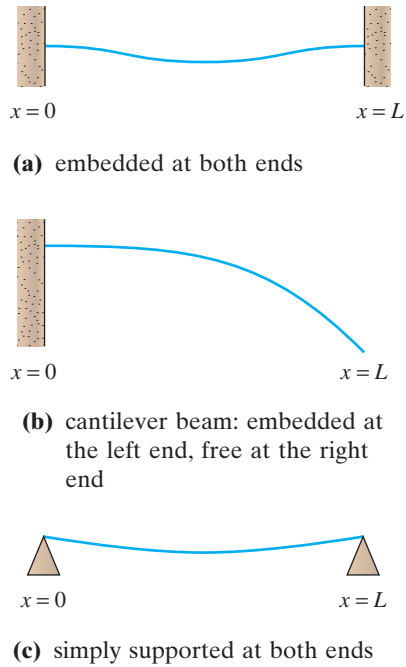 x = 0 x = L
(a) embedded at both ends
x = 0 x = L
(b) cantilever beam: embedded at
the left end, free at the right
end
x = 0 x = L
(c) simply supported at both ends